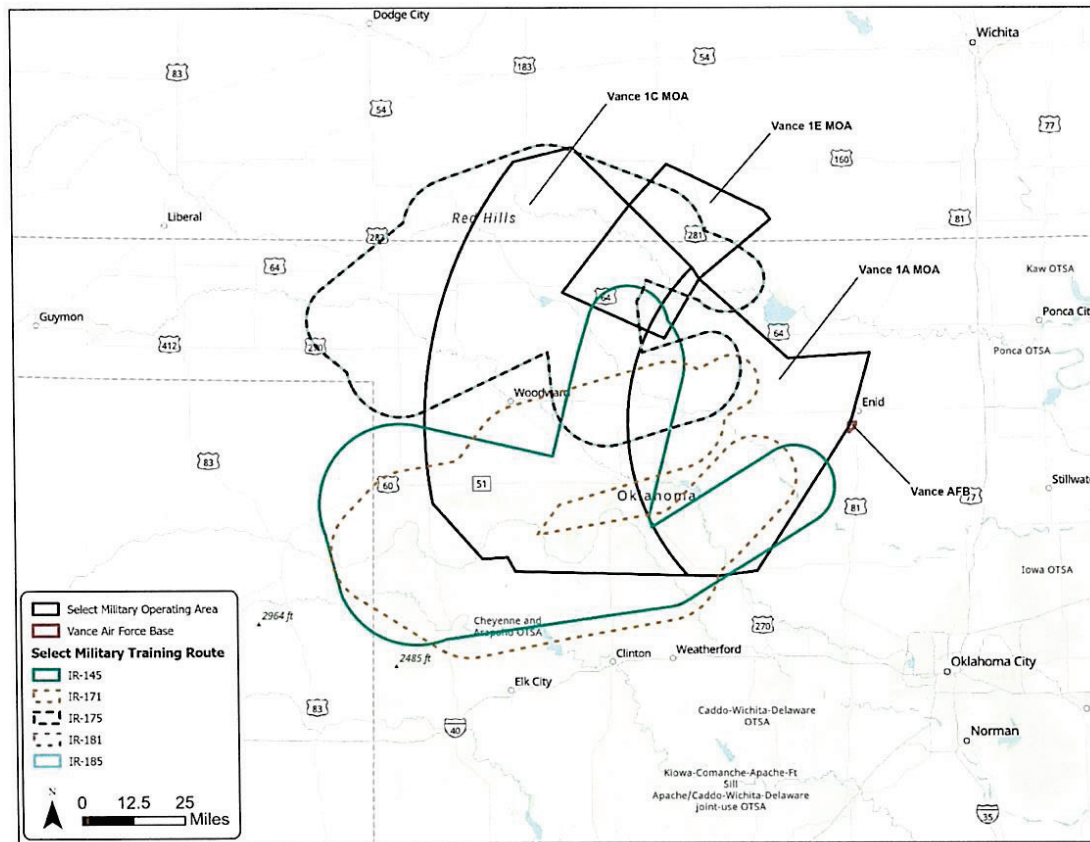 Dodge City
Wichita
83
183
54
54
77
Vance 1C MOA
Vance 1E MOA
160
Liberal
Red Hills
81
283
281
64
Vance 1A MOA
Kaw OTSA
64
Guymon
64
Ponca City
412
270
Ponca OTSA
Woodward
Enid
83
60
51
Oklahoma
Vance AFB
77
Stillwat
81
Iowa OTSA
Select Military Operating Area
Vance Air Force Base
Select Military Training Route
IR-145
IR-171
IR-175
IR-181
IR-185
N
0 12.5 25
Miles
2964 ft
Cheyenne and
Arapaho OTSA
270
2485 ft
Clinton
Weatherford
Oklahoma City
Elk City
83
40
Caddo-Wichita-Delaware
OTSA
Norman
Kiowa-Comanche-Apache-Ft
Sill
Apache/Caddo-Wichita-Delaware
joint-use OTSA
35